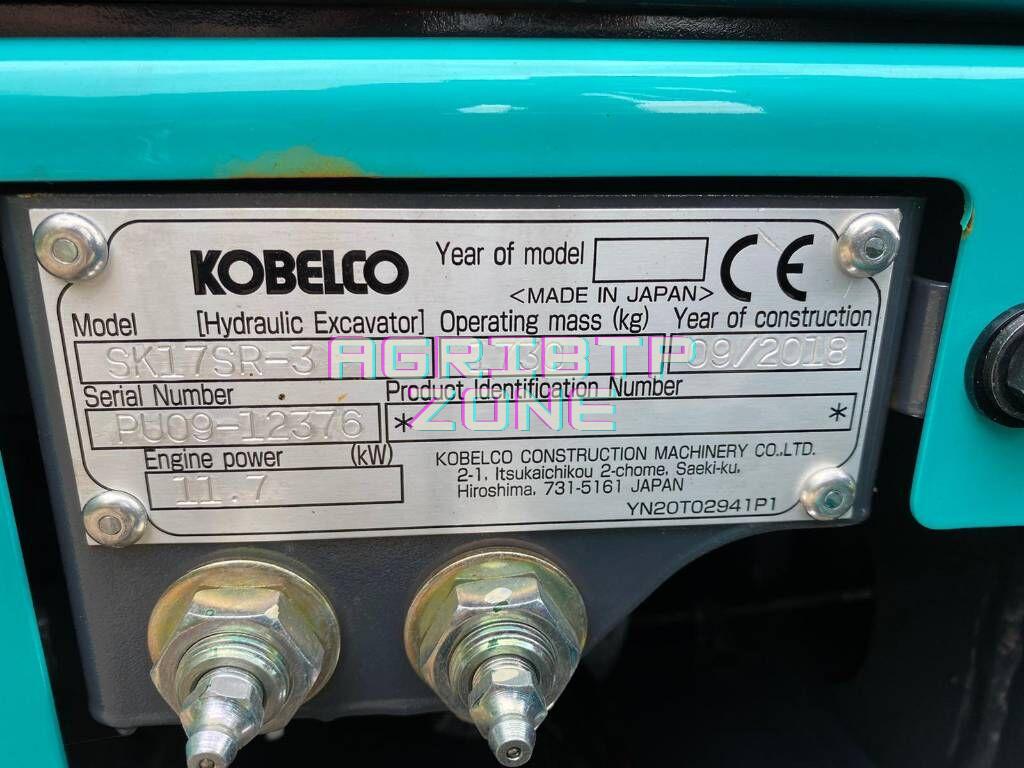 KOBELCO
Year of model
<MADE IN JAPAN>
CE
Model [Hydraulic Excavator] Operating mass (kg) Year of construction
SK17SR-3 09/2018
AGRIBTP
ZONE
Serial Number Product Identification Number
PU09-12376 * *
Engine power (kW)
11.7
KOBELCO CONSTRUCTION MACHINERY CO.,LTD.
2-1, Itsukaichikou 2-chome, Saeki-ku,
Hiroshima, 731-5161 JAPAN
YN20T02941P1